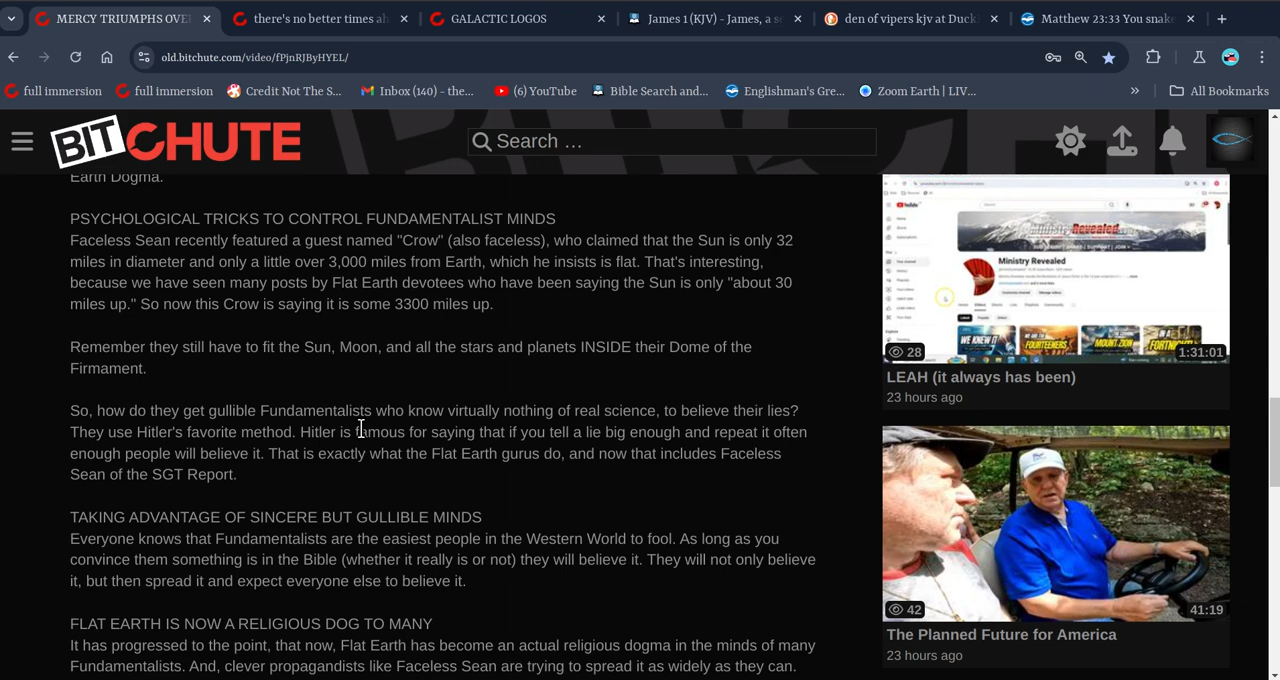 MERCY TRIUMPHS OVE
there's no better times ah
GALACTIC LOGOS
James 1 (KJV) - James, a se
den of vipers kjv at Duck
Matthew 23:33 You snake
old.bitchute.com/video/fPjnRJByHYEL/
full immersion
full immersion
Credit Not The S...
Inbox (140) - the...
(6) YouTube
Bible Search and...
Englishman's Gre...
Zoom Earth | LIV...
All Bookmarks
BITCHUTE
Search ...
Earth Dogma.
PSYCHOLOGICAL TRICKS TO CONTROL FUNDAMENTALIST MINDS
Faceless Sean recently featured a guest named "Crow" (also faceless), who claimed that the Sun is only 32
miles in diameter and only a little over 3,000 miles from Earth, which he insists is flat. That's interesting,
because we have seen many posts by Flat Earth devotees who have been saying the Sun is only "about 30
miles up." So now this Crow is saying it is some 3300 miles up.
Remember they still have to fit the Sun, Moon, and all the stars and planets INSIDE their Dome of the
Firmament.
So, how do they get gullible Fundamentalists who know virtually nothing of real science, to believe their lies?
They use Hitler's favorite method. Hitler is famous for saying that if you tell a lie big enough and repeat it often
enough people will believe it. That is exactly what the Flat Earth gurus do, and now that includes Faceless
Sean of the SGT Report.
TAKING ADVANTAGE OF SINCERE BUT GULLIBLE MINDS
Everyone knows that Fundamentalists are the easiest people in the Western World to fool. As long as you
convince them something is in the Bible (whether it really is or not) they will believe it. They will not only believe
it, but then spread it and expect everyone else to believe it.
FLAT EARTH IS NOW A RELIGIOUS DOG TO MANY
It has progressed to the point, that now, Flat Earth has become an actual religious dogma in the minds of many
Fundamentalists. And, clever propagandists like Faceless Sean are trying to spread it as widely as they can.
Ministry Revealed
Ministry Revealed
28
1:31:01
LEAH (it always has been)
23 hours ago
42
41:19
The Planned Future for America
23 hours ago